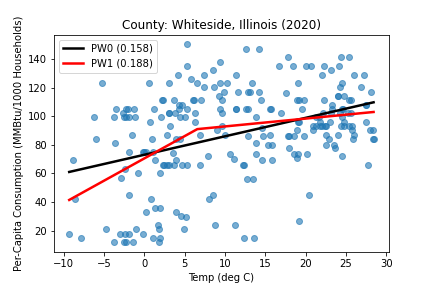 County: Whiteside, Illinois (2020)
Per-Capita Consumption (MMBtu/1000 Households)
PW0 (0.158)
PW1 (0.188)
140
120
100
80
60
40
20
−10 −5 0 5 10 15 20 25 30
Temp (deg C)